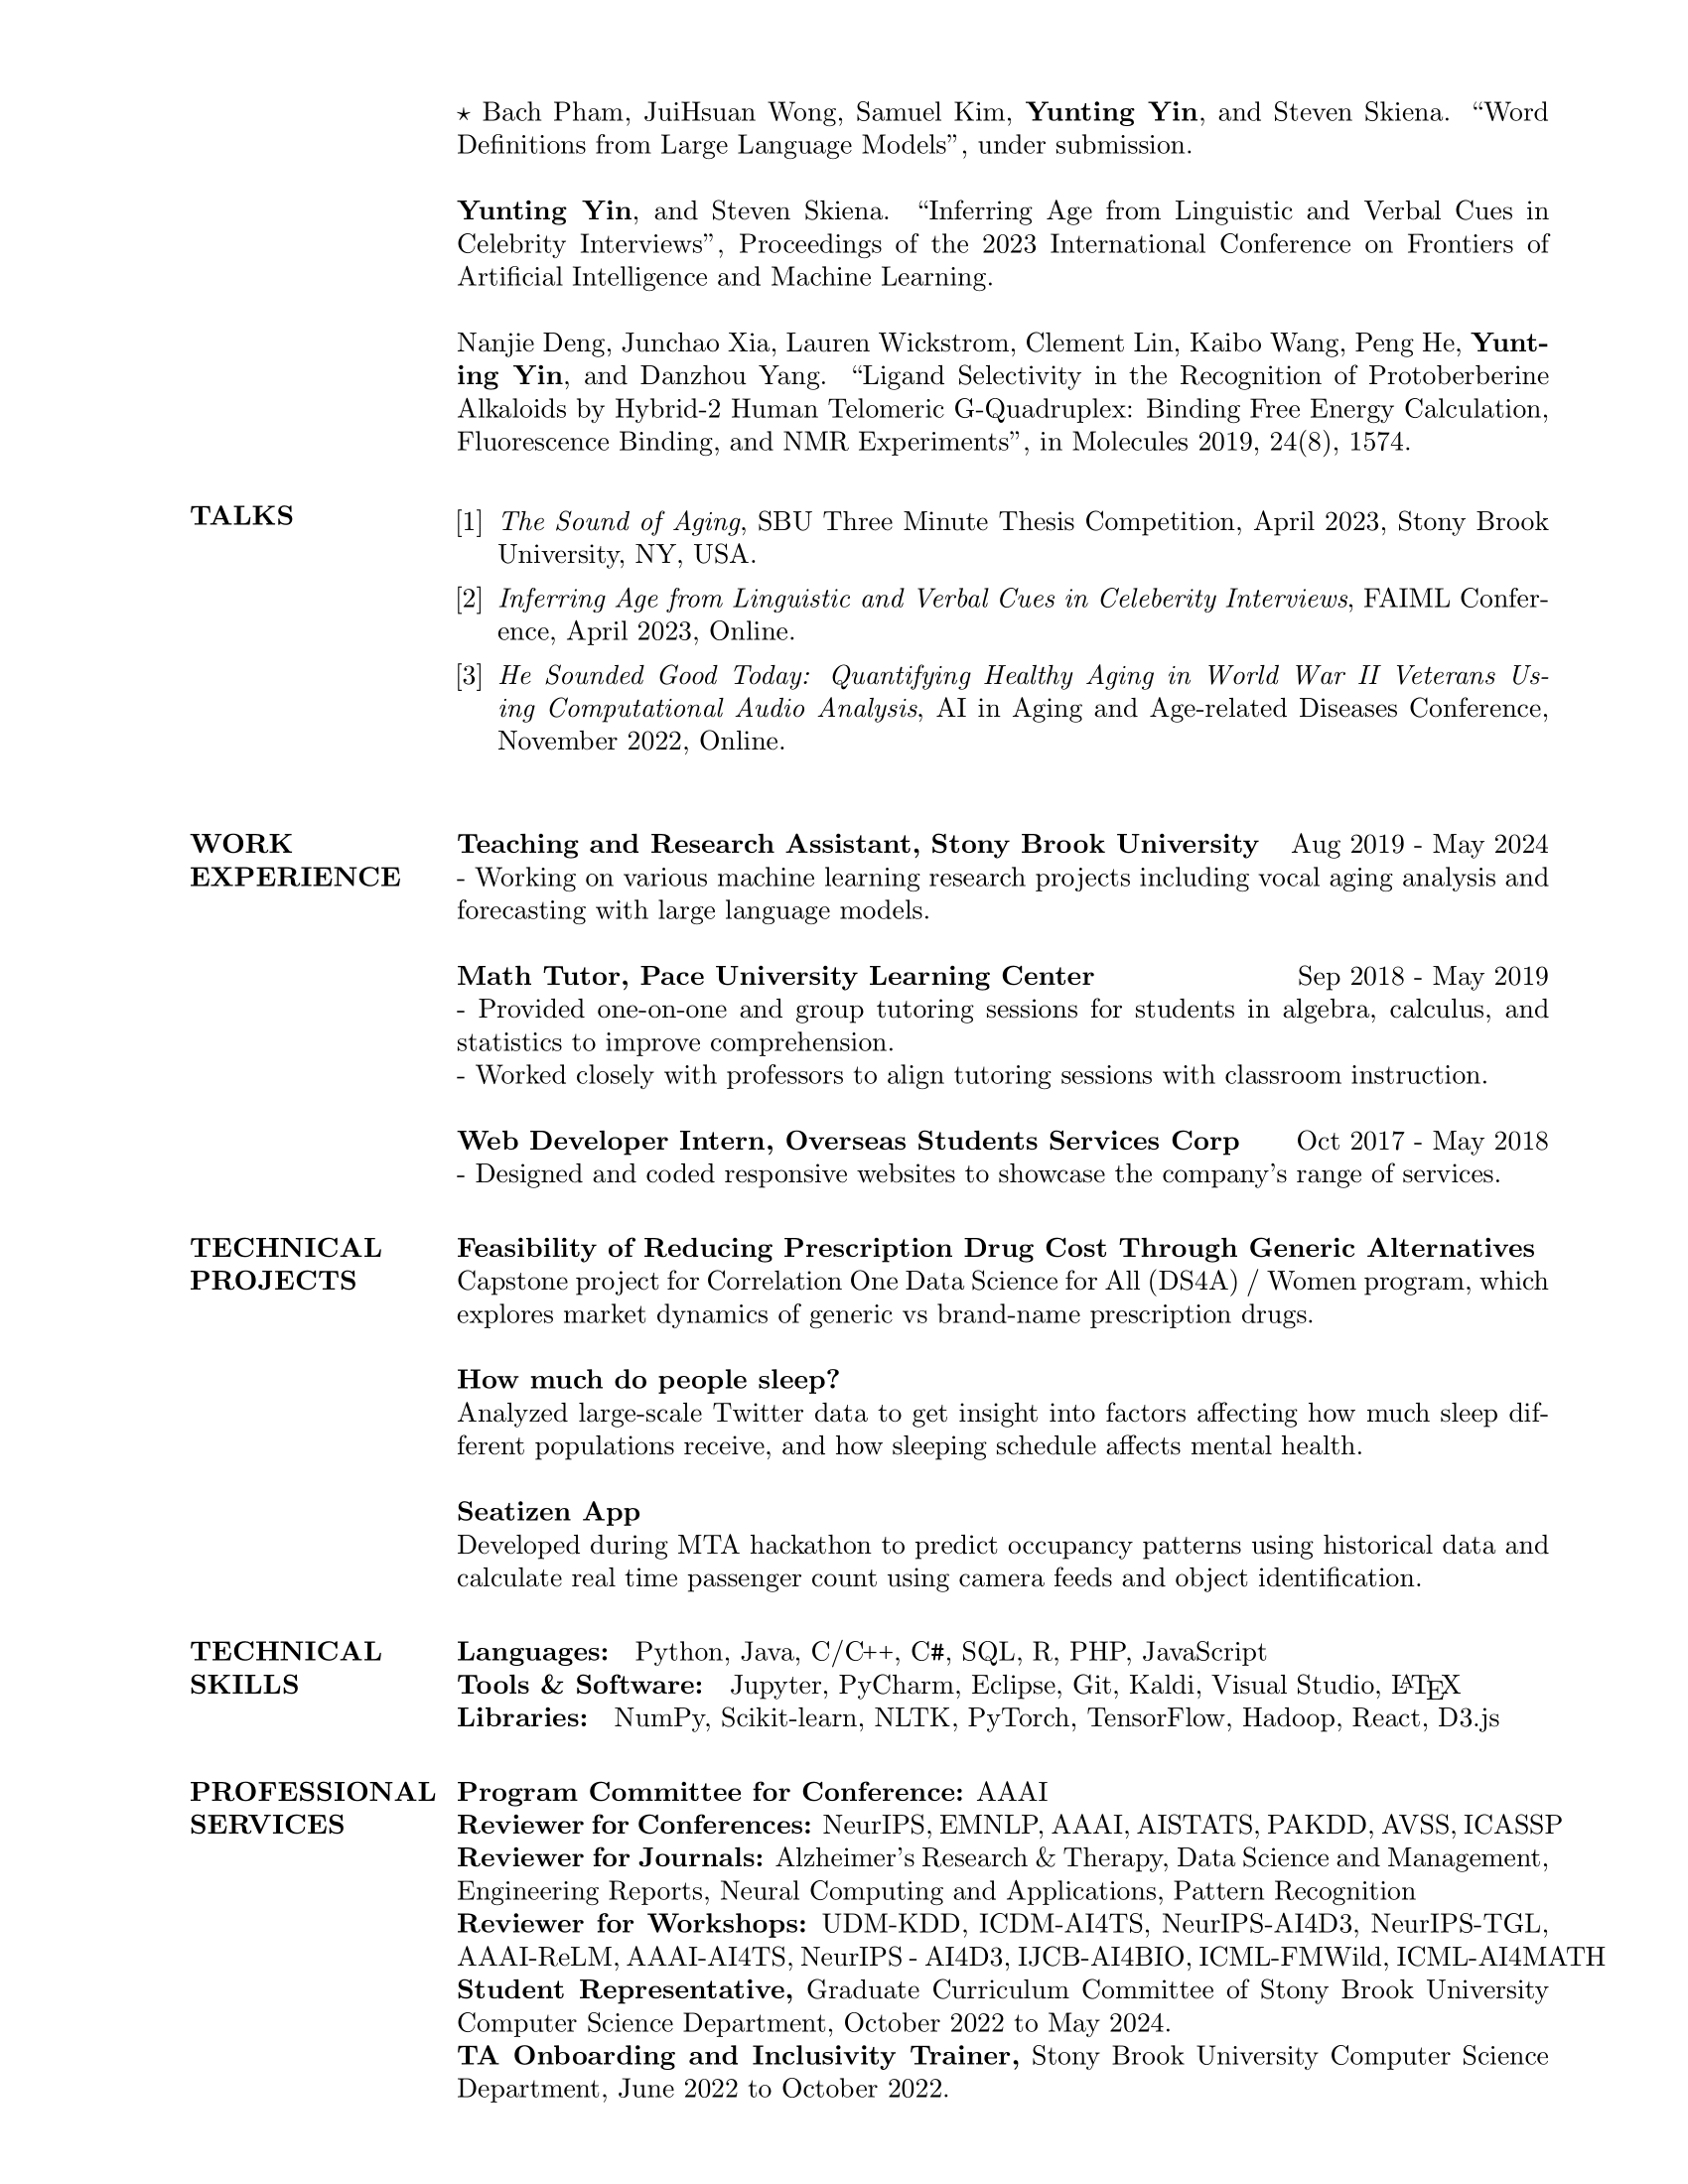 ⋆ Bach Pham, JuiHsuan Wong, Samuel Kim, Yunting Yin, and Steven Skiena. “Word
Definitions from Large Language Models”, under submission.
Yunting Yin, and Steven Skiena. “Inferring Age from Linguistic and Verbal Cues in
Celebrity Interviews”, Proceedings of the 2023 International Conference on Frontiers of
Artificial Intelligence and Machine Learning.
Nanjie Deng, Junchao Xia, Lauren Wickstrom, Clement Lin, Kaibo Wang, Peng He, Yunt-
ing Yin, and Danzhou Yang. “Ligand Selectivity in the Recognition of Protoberberine
Alkaloids by Hybrid-2 Human Telomeric G-Quadruplex: Binding Free Energy Calculation,
Fluorescence Binding, and NMR Experiments”, in Molecules 2019, 24(8), 1574.
TALKS
[1] The Sound of Aging, SBU Three Minute Thesis Competition, April 2023, Stony Brook
University, NY, USA.
[2] Inferring Age from Linguistic and Verbal Cues in Celeberity Interviews, FAIML Confer-
ence, April 2023, Online.
[3] He Sounded Good Today: Quantifying Healthy Aging in World War II Veterans Us-
ing Computational Audio Analysis, AI in Aging and Age-related Diseases Conference,
November 2022, Online.
WORK
EXPERIENCE
Teaching and Research Assistant, Stony Brook University Aug 2019 - May 2024
- Working on various machine learning research projects including vocal aging analysis and
forecasting with large language models.
Math Tutor, Pace University Learning Center Sep 2018 - May 2019
- Provided one-on-one and group tutoring sessions for students in algebra, calculus, and
statistics to improve comprehension.
- Worked closely with professors to align tutoring sessions with classroom instruction.
Web Developer Intern, Overseas Students Services Corp Oct 2017 - May 2018
- Designed and coded responsive websites to showcase the company’s range of services.
TECHNICAL
PROJECTS
Feasibility of Reducing Prescription Drug Cost Through Generic Alternatives
Capstone project for Correlation One Data Science for All (DS4A) / Women program, which
explores market dynamics of generic vs brand-name prescription drugs.
How much do people sleep?
Analyzed large-scale Twitter data to get insight into factors affecting how much sleep dif-
ferent populations receive, and how sleeping schedule affects mental health.
Seatizen App
Developed during MTA hackathon to predict occupancy patterns using historical data and
calculate real time passenger count using camera feeds and object identification.
TECHNICAL
SKILLS
Languages: Python, Java, C/C++, C#, SQL, R, PHP, JavaScript
Tools & Software: Jupyter, PyCharm, Eclipse, Git, Kaldi, Visual Studio, LATEX
Libraries: NumPy, Scikit-learn, NLTK, PyTorch, TensorFlow, Hadoop, React, D3.js
PROFESSIONAL
SERVICES
Program Committee for Conference: AAAI
Reviewer for Conferences: NeurIPS, EMNLP, AAAI, AISTATS, PAKDD, AVSS, ICASSP
Reviewer for Journals: Alzheimer’s Research & Therapy, Data Science and Management,
Engineering Reports, Neural Computing and Applications, Pattern Recognition
Reviewer for Workshops: UDM-KDD, ICDM-AI4TS, NeurIPS-AI4D3, NeurIPS-TGL,
AAAI-ReLM, AAAI-AI4TS, NeurIPS - AI4D3, IJCB-AI4BIO, ICML-FMWild, ICML-AI4MATH
Student Representative, Graduate Curriculum Committee of Stony Brook University
Computer Science Department, October 2022 to May 2024.
TA Onboarding and Inclusivity Trainer, Stony Brook University Computer Science
Department, June 2022 to October 2022.